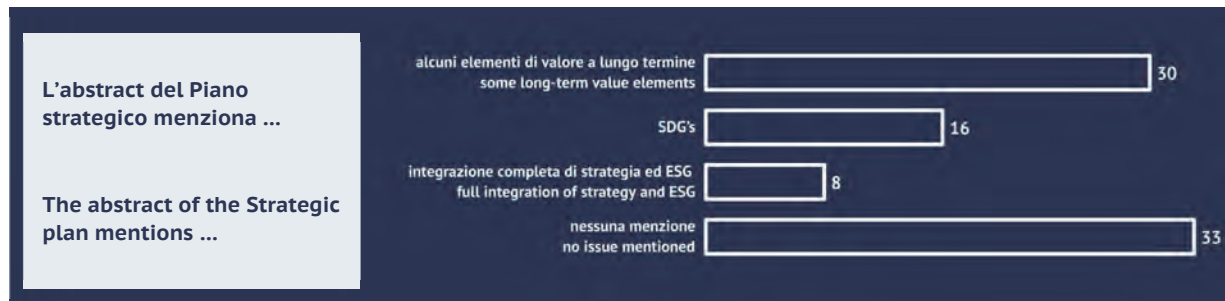 L’abstract del Piano
strategico menziona ...
The abstract of the Strategic
plan mentions ...
alcuni elementi di valore a lungo termine
some long-term value elements
30
SDG's
16
integrazione completa di strategia ed ESG
full integration of strategy and ESG
8
nessuna menzione
no issue mentioned
33